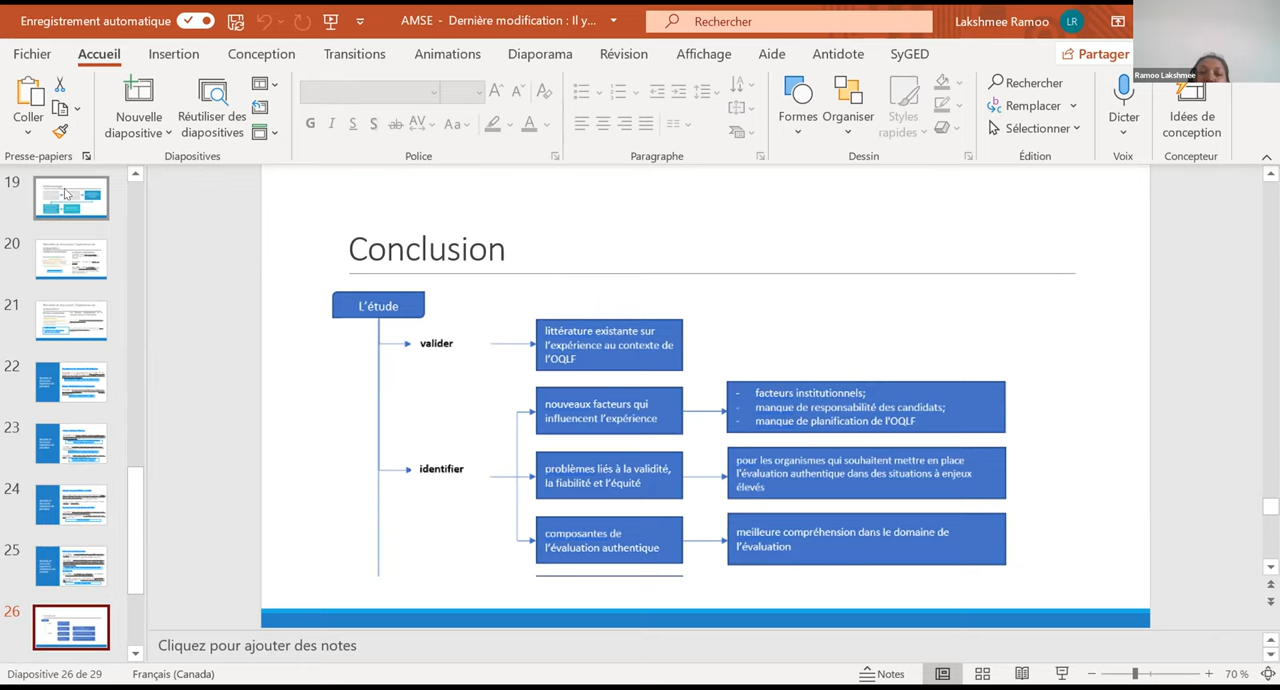 Enregistrement automatique
AMSE - Dernière modification : Il y...
Rechercher
Lakshmee Ramoo
LR
Fichier
Accueil
Insertion
Conception
Transitions
Animations
Diaporama
Révision
Affichage
Aide
Antidote
SyGED
Partager
Ramoo Lakshmee
Coller
Nouvelle
diapositive
Réutiliser des
diapositives
G I S S ab AV Aa A
Formes
Organiser
Styles
rapides
Rechercher
Remplacer
Sélectionner
Dicter
Idées de
conception
Presse-papiers
Diapositives
Police
Paragraphe
Dessin
Édition
Voix
Concepteur
19
20
21
22
23
24
25
26
Conclusion
L'étude
valider
littérature existante sur
l'expérience au contexte de
l'OQLF
identifier
nouveaux facteurs qui
influencent l'expérience
- facteurs institutionnels;
- manque de responsabilité des candidats;
- manque de planification de l'OQLF
problèmes liés à la validité,
la fiabilité et l'équité
pour les organismes qui souhaitent mettre en place
l'évaluation authentique dans des situations à enjeux
élevés
composantes de
l'évaluation authentique
meilleure compréhension dans le domaine de
l'évaluation
Cliquez pour ajouter des notes
Diapositive 26 de 29
Français (Canada)
Notes
70 %